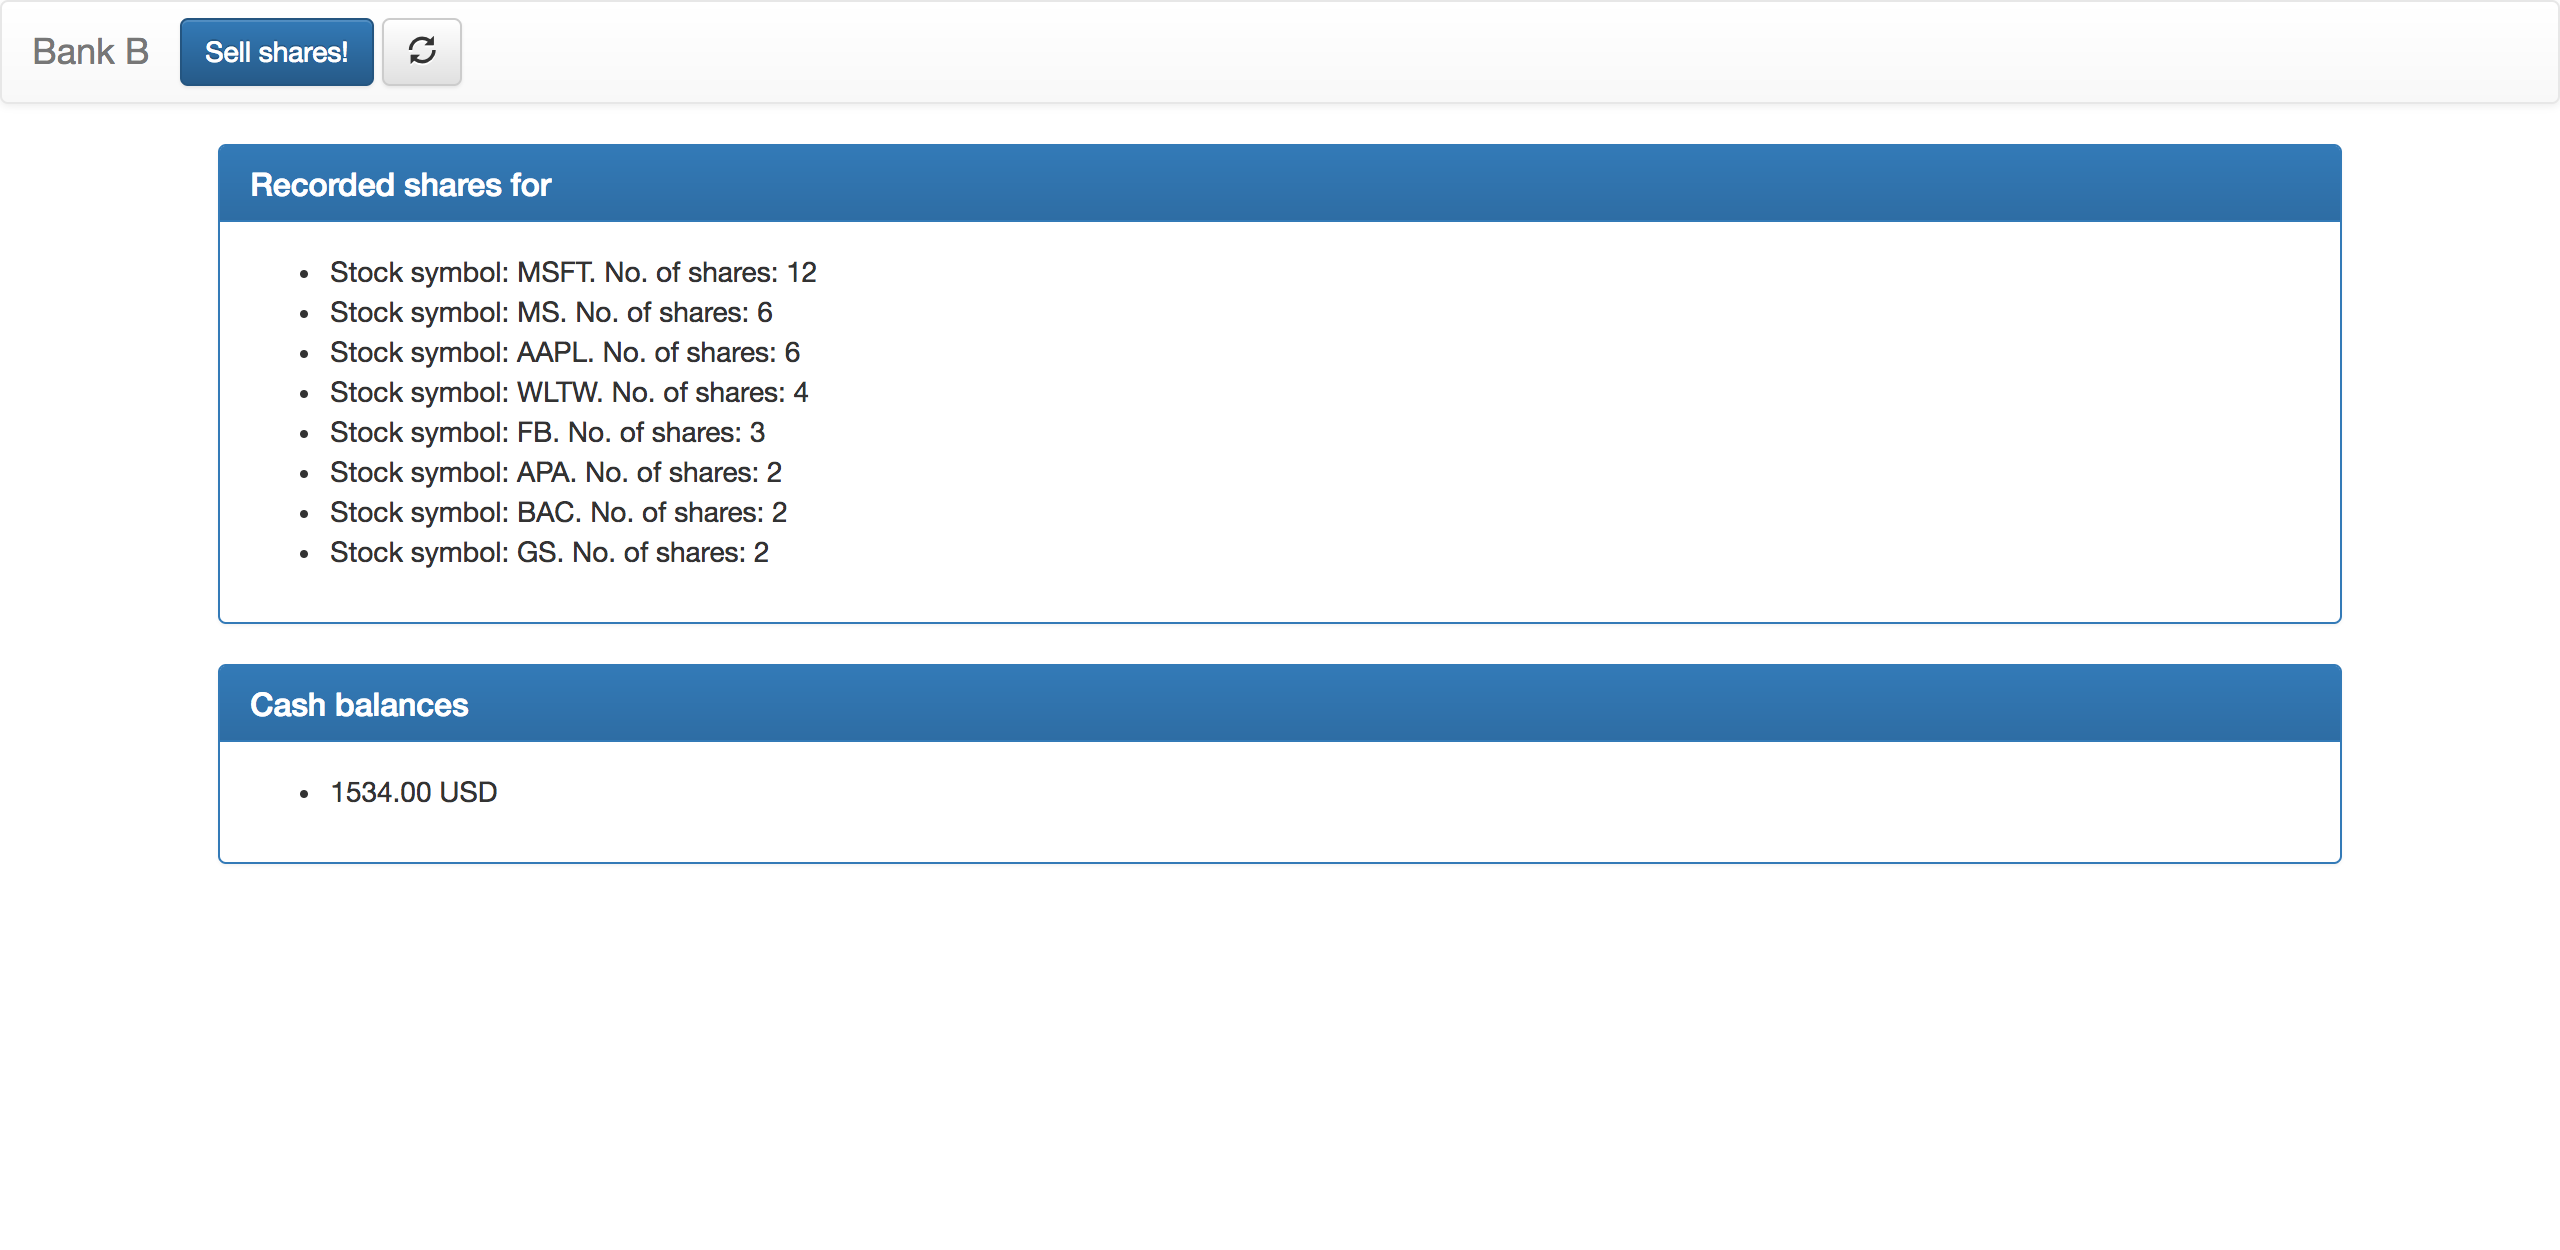 Bank B Sell shares!
Recorded shares for
Stock symbol: MSFT. No. of shares: 12
Stock symbol: MS. No. of shares: 6
Stock symbol: AAPL. No. of shares: 6
Stock symbol: WLTW. No. of shares: 4
Stock symbol: FB. No. of shares: 3
Stock symbol: APA. No. of shares: 2
Stock symbol: BAC. No. of shares: 2
Stock symbol: GS. No. of shares: 2
Cash balances
1534.00 USD